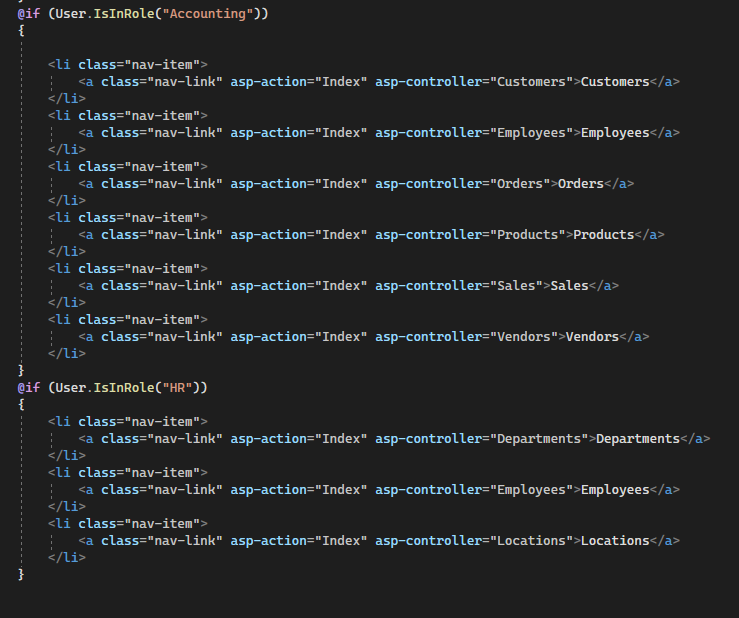 @if (User.IsInRole("Accounting"))
{
<li class="nav-item">
<a class="nav-link" asp-action="Index" asp-controller="Customers">Customers</a>
</li>
<li class="nav-item">
<a class="nav-link" asp-action="Index" asp-controller="Employees">Employees</a>
</li>
<li class="nav-item">
<a class="nav-link" asp-action="Index" asp-controller="Orders">Orders</a>
</li>
<li class="nav-item">
<a class="nav-link" asp-action="Index" asp-controller="Products">Products</a>
</li>
<li class="nav-item">
<a class="nav-link" asp-action="Index" asp-controller="Sales">Sales</a>
</li>
<li class="nav-item">
<a class="nav-link" asp-action="Index" asp-controller="Vendors">Vendors</a>
</li>
}
@if (User.IsInRole("HR"))
{
<li class="nav-item">
<a class="nav-link" asp-action="Index" asp-controller="Departments">Departments</a>
</li>
<li class="nav-item">
<a class="nav-link" asp-action="Index" asp-controller="Employees">Employees</a>
</li>
<li class="nav-item">
<a class="nav-link" asp-action="Index" asp-controller="Locations">Locations</a>
</li>
}